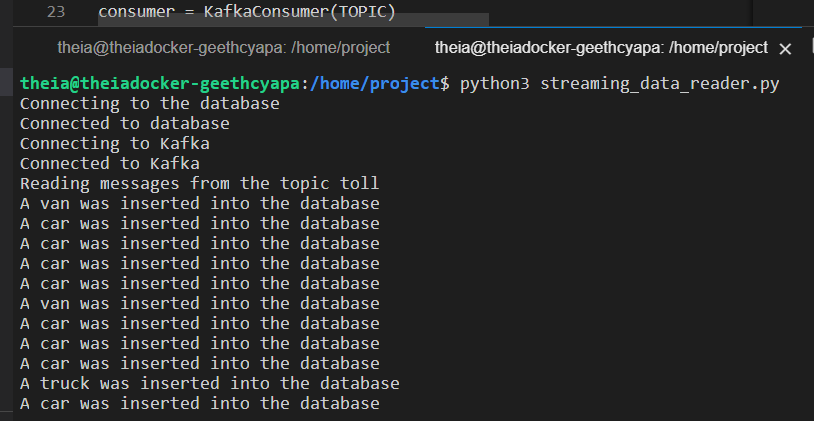 23 consumer = KafkaConsumer(TOPIC)
theia@theiadocker-geethcyapa: /home/project theia@theiadocker-geethcyapa: /home/project ×
theia@theiadocker-geethcyapa:/home/project$ python3 streaming_data_reader.py
Connecting to the database
Connected to database
Connecting to Kafka
Connected to Kafka
Reading messages from the topic toll
A van was inserted into the database
A car was inserted into the database
A car was inserted into the database
A car was inserted into the database
A car was inserted into the database
A van was inserted into the database
A car was inserted into the database
A car was inserted into the database
A car was inserted into the database
A truck was inserted into the database
A car was inserted into the database